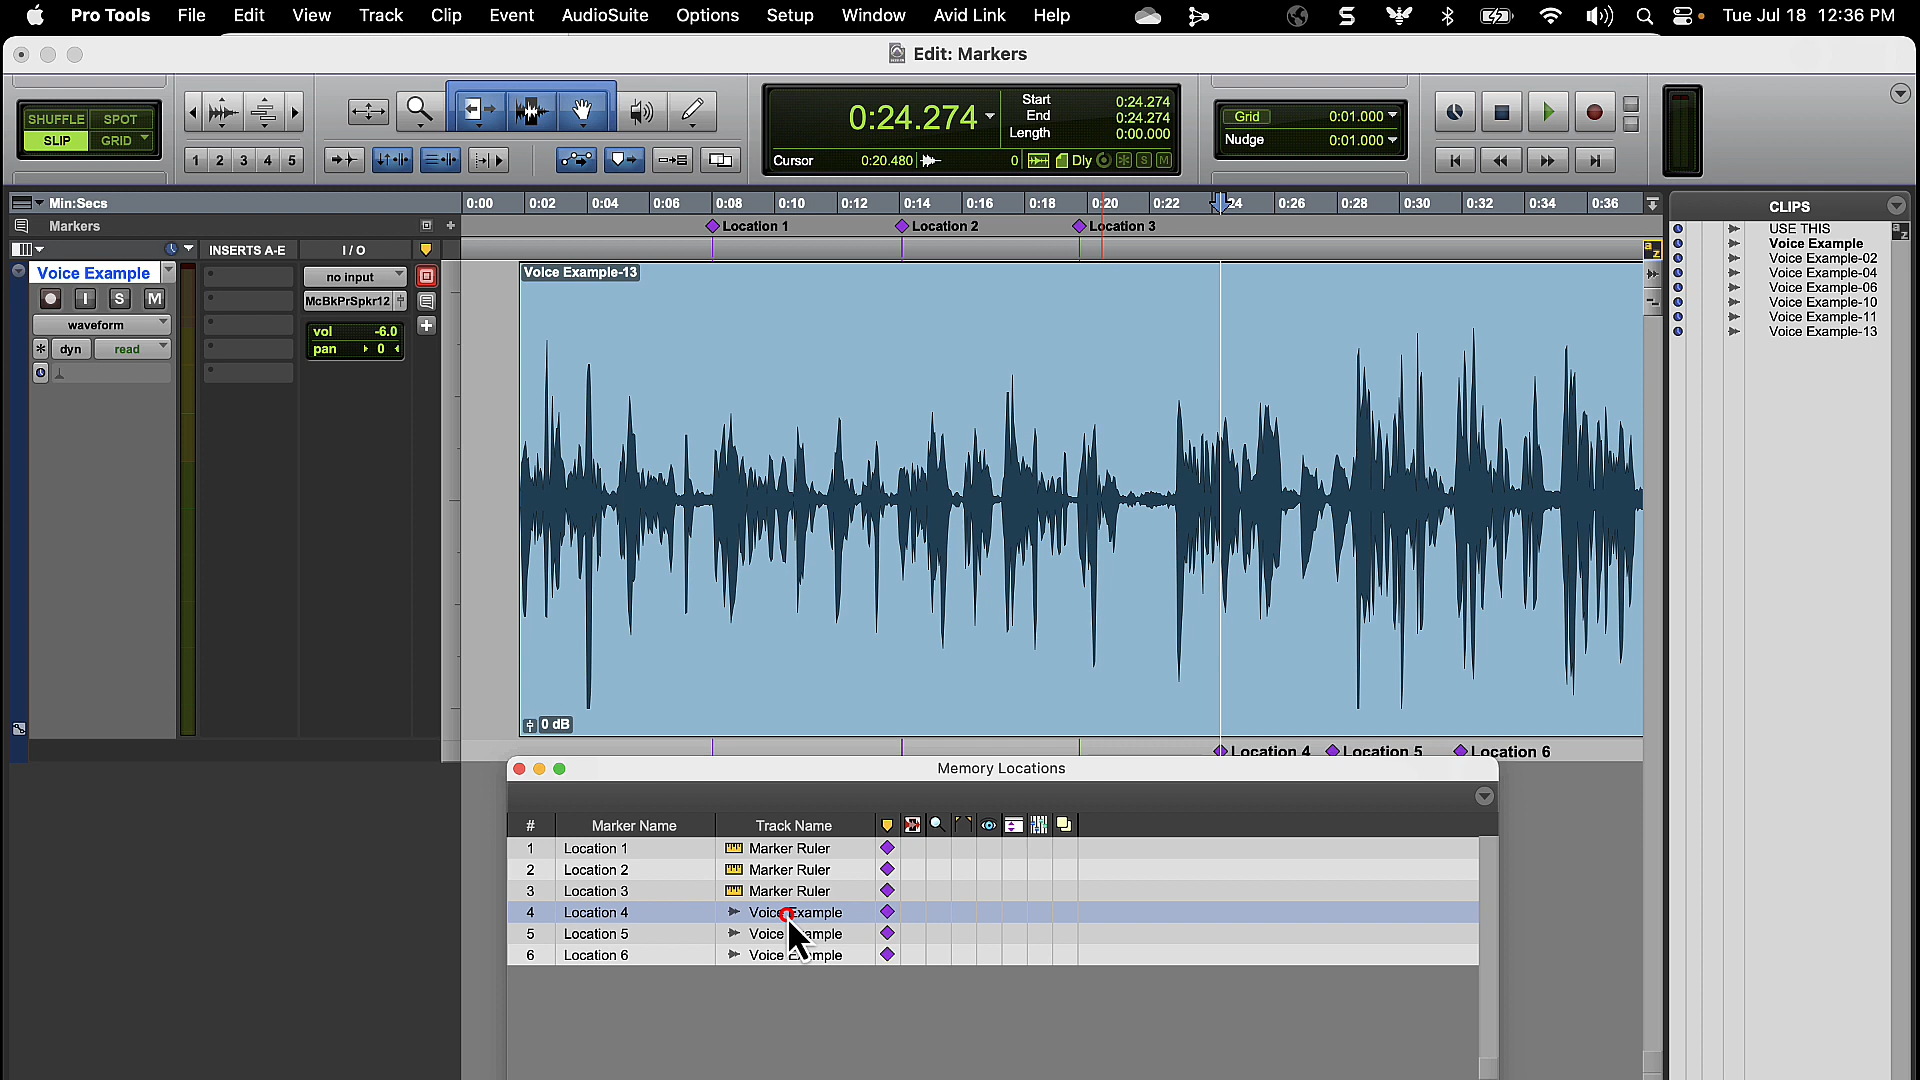 Pro Tools File Edit View Track Clip Event AudioSuite Options Setup Window Avid Link Help Tue Jul 18 12:36 PM
Edit: Markers
SHUFFLE SPOT
SLIP GRID
1 2 3 4 5
0:24.274
Start 0:24.274
End 0:24.274
Length 0:00.000
Cursor 0:20.480 0 Dly S M
Grid 0:01.000
Nudge 0:01.000
Min:Secs 0:00 0:02 0:04 0:06 0:08 0:10 0:12 0:14 0:16 0:18 0:20 0:22 24 0:26 0:28 0:30 0:32 0:34 0:36
Markers Location 1 Location 2 Location 3
INSERTS A-E I / O
Voice Example
no input
I S M
McBkPrSpkr12
waveform
vol -6.0
dyn read
pan 0
Voice Example-13
0 dB
Location 4 Location 5 Location 6
CLIPS
a z
a z
USE THIS
Voice Example
Voice Example-02
Voice Example-04
Voice Example-06
Voice Example-10
Voice Example-11
Voice Example-13
Memory Locations
# Marker Name Track Name
1 Location 1 Marker Ruler
2 Location 2 Marker Ruler
3 Location 3 Marker Ruler
4 Location 4 Voice Example
5 Location 5 Voice Example
6 Location 6 Voice Example